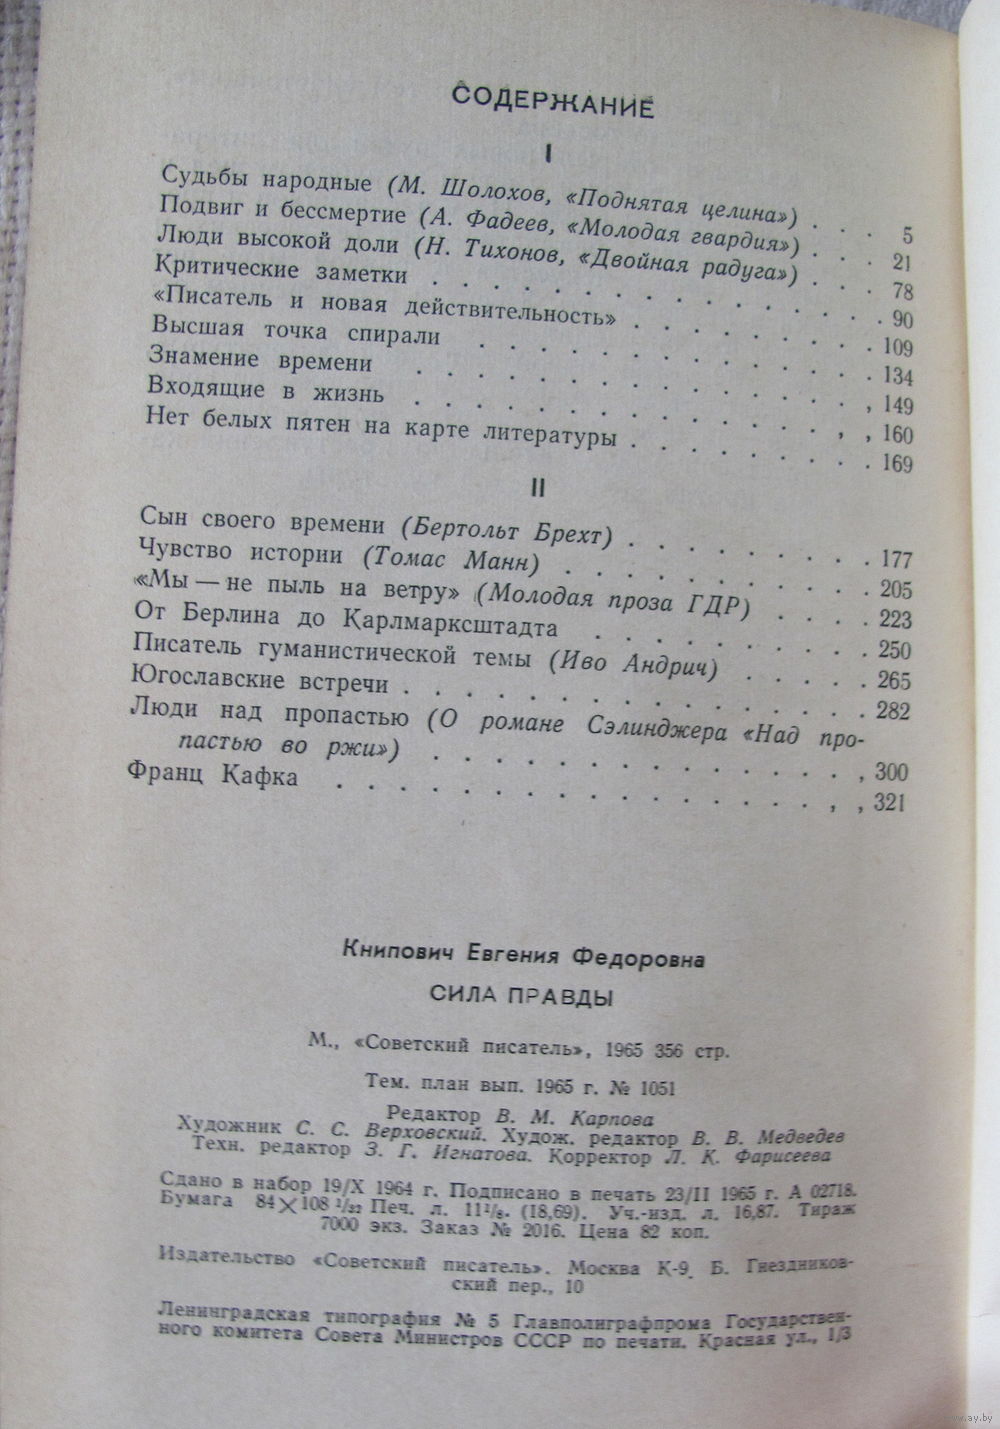 СОДЕРЖАНИЕ
I
Судьбы народные (М. Шолохов, «Поднятая целина») . . . 5
Подвиг и бессмертие (А. Фадеев, «Молодая гвардия») . . . 21
Люди высокой доли (Н. Тихонов, «Двойная радуга») . . . 78
Критические заметки . . . . . . . . . . . . . . . . 90
«Писатель и новая действительность» . . . . . . . . . 109
Высшая точка спирали . . . . . . . . . . . . . . . 134
Знамение времени . . . . . . . . . . . . . . . . , 149
Входящие в жизнь . . . . . . . . . . . . . . . , , 160
Нет белых пятен на карте литературы . . . . . . . . . 169
II
Сын своего времени (Бертольт Брехт) . . . . . . . . . 177
Чувство истории (Томас Манн) . . . . . . . . . . . 205
«Мы — не пыль на ветру» (Молодая проза ГДР) . . . . 223
От Берлина до Карлмарксштадта . . . . . . . . . . 250
Писатель гуманистической темы (Иво Андрич) . . . . . 265
Югославские встречи . . . . . . . . . . . . . . . . 282
Люди над пропастью (О романе Сэлинджера «Над про-
пастью во ржи») . . . . . . . . . . . . . . . , 300
Франц Кафка . . . . . . . . . . . . . . . . . , , 321
Книпович Евгения Федоровна
СИЛА ПРАВДЫ
М., «Советский писатель», 1965 356 стр.
Тем. план вып. 1965 г. № 1051
Редактор В. М. Карпова
Художник С. С. Верховский. Худож. редактор В. В. Медведев
Техн. редактор З. Г. Игнатова. Корректор Л. К. Фарисеева
Сдано в набор 19/X 1964 г. Подписано в печать 23/II 1965 г. А 02718.
Бумага 84×108 1/32 Печ. л. 11 1/8. (18,69). Уч.-изд. л. 16,87. Тираж
7000 экз. Заказ № 2016. Цена 82 коп.
Издательство «Советский писатель». Москва К-9. Б. Гнездников-
ский пер., 10
Ленинградская типография № 5 Главполиграфпрома Государствен-
ного комитета Совета Министров СССР по печати. Красная ул., 1/3
www.ay.by